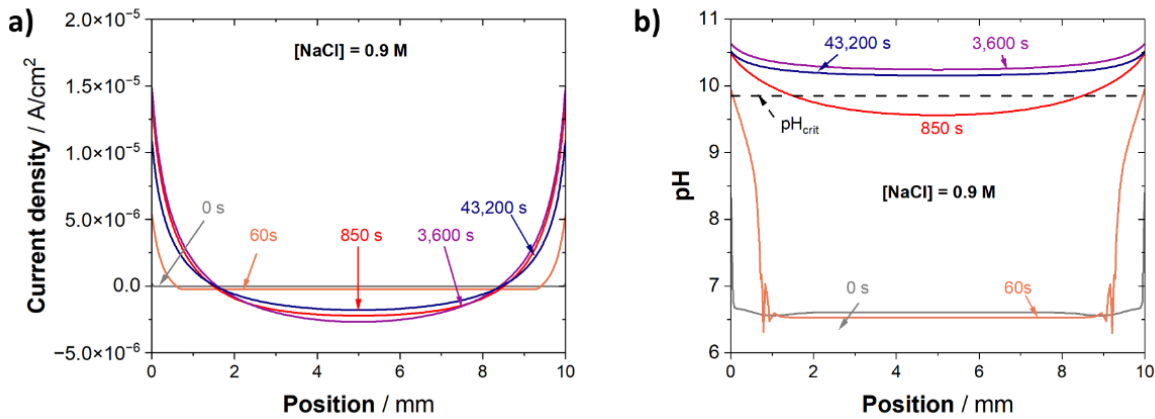 a)
Current density / A/cm²
2.0×10⁻⁵
1.5×10⁻⁵
1.0×10⁻⁵
5.0×10⁻⁶
0.0
−5.0×10⁻⁶
[NaCl] = 0.9 M
0 s
60s
850 s
3,600 s
43,200 s
0 2 4 6 8 10
Position / mm
b)
pH
11
10
9
8
7
6
43,200 s
3,600 s
pHcrit
850 s
[NaCl] = 0.9 M
0 s
60s
0 2 4 6 8 10
Position / mm